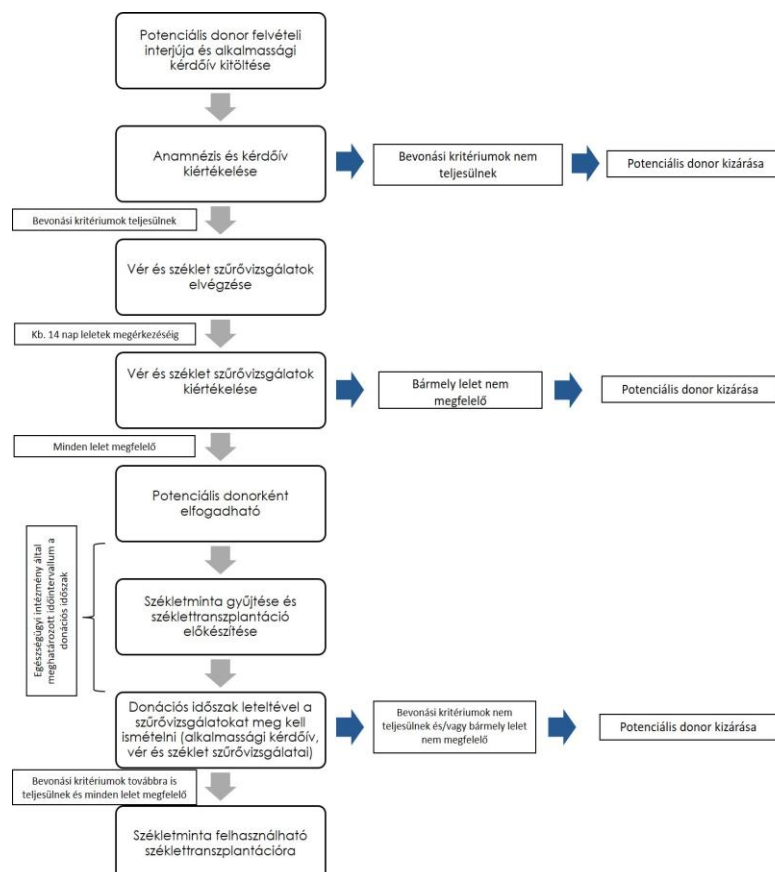 Potenciális donor felvételi
interjúja és alkalmassági
kérdőív kitöltése
Anamnézis és kérdőív
kiértékelése
Bevonási kritériumok nem
teljesülnek
Potenciális donor kizárása
Bevonási kritériumok teljesülnek
Vér és széklet szűrővizsgálatok
elvégzése
Kb. 14 nap leletek megérkezéséig
Vér és széklet szűrővizsgálatok
kiértékelése
Bármely lelet nem
megfelelő
Potenciális donor kizárása
Minden lelet megfelelő
Potenciális donorként
elfogadható
Egészségügyi intézmény által
meghatározott időintervallum a
donációs időszak
Székletminta gyűjtése és
széklettranszplantáció
előkészítése
Donációs időszak leteltével a
szűrővizsgálatokat meg kell
ismételni (alkalmassági kérdőív,
vér és széklet szűrővizsgálatai)
Bevonási kritériumok nem
teljesülnek és/vagy bármely lelet
nem megfelelő
Potenciális donor kizárása
Bevonási kritériumok továbbra is
teljesülnek és minden lelet megfelelő
Székletminta felhasználható
széklettranszplantációra